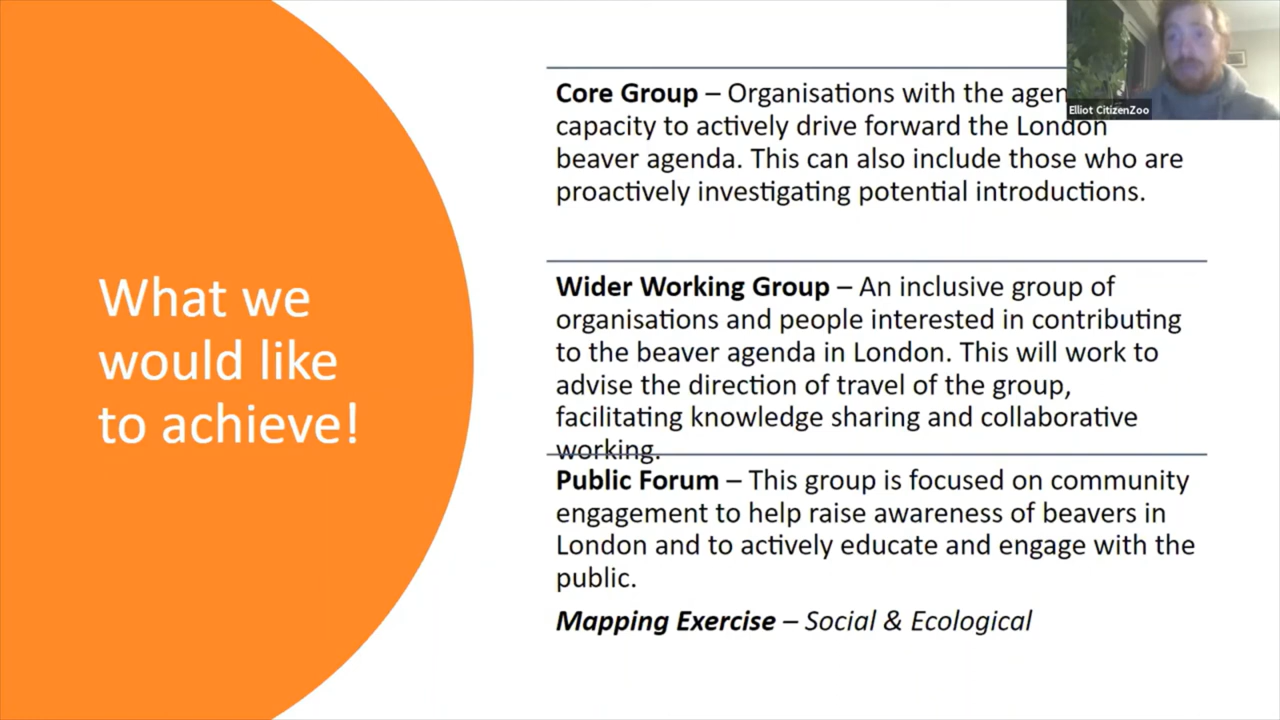 What we
would like
to achieve!
Elliot CitizenZoo
Core Group – Organisations with the
capacity to actively drive forward the London
beaver agenda. This can also include those who are
proactively investigating potential introductions.
Wider Working Group – An inclusive group of
organisations and people interested in contributing
to the beaver agenda in London. This will work to
advise the direction of travel of the group,
facilitating knowledge sharing and collaborative
working.
Public Forum – This group is focused on community
engagement to help raise awareness of beavers in
London and to actively educate and engage with the
public.
Mapping Exercise – Social & Ecological